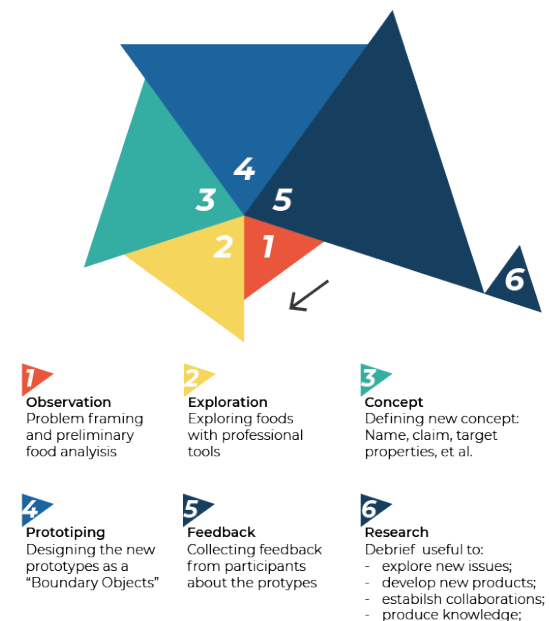 4
3
5
2
1
6
1
Observation
Problem framing
and preliminary
food analyisis
2
Exploration
Exploring foods
with professional
tools
3
Concept
Defining new concept:
Name, claim, target
properties, et al.
4
Prototiping
Designing the new
prototypes as a
“Boundary Objects”
5
Feedback
Collecting feedback
from participants
about the protypes
6
Research
Debrief useful to:
- explore new issues;
- develop new products;
- estabilsh collaborations;
- produce knowledge;